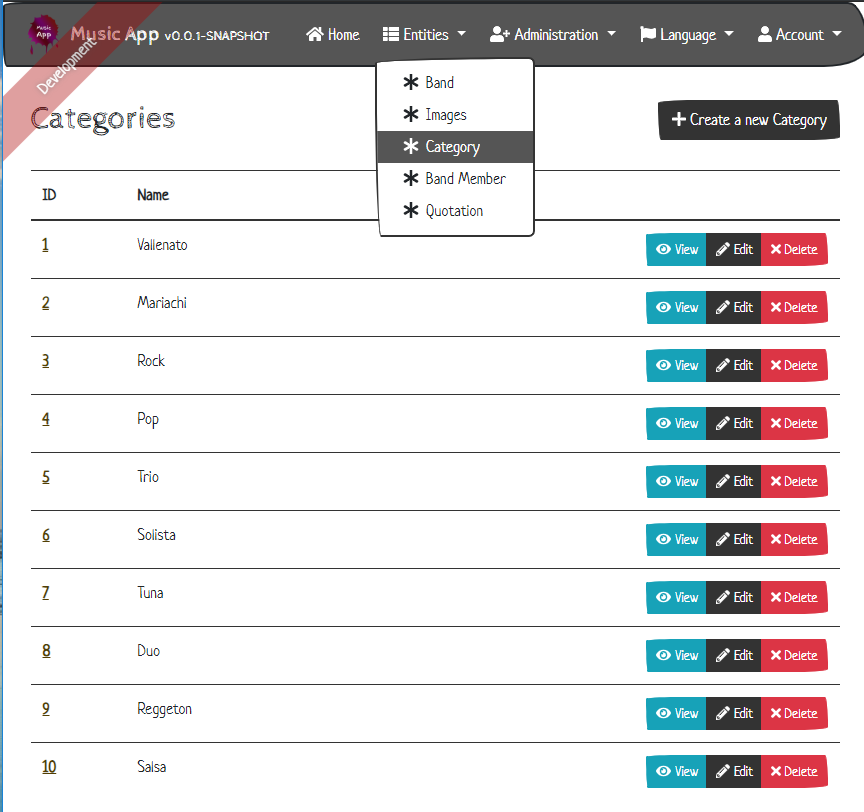 Music App
Music App v0.0.1-SNAPSHOT Home Entities Administration Language Account
Development
Band
Images
Category
Band Member
Quotation
Categories
Create a new Category
ID Name
1 Vallenato View Edit Delete
2 Mariachi View Edit Delete
3 Rock View Edit Delete
4 Pop View Edit Delete
5 Trio View Edit Delete
6 Solista View Edit Delete
7 Tuna View Edit Delete
8 Duo View Edit Delete
9 Reggeton View Edit Delete
10 Salsa View Edit Delete